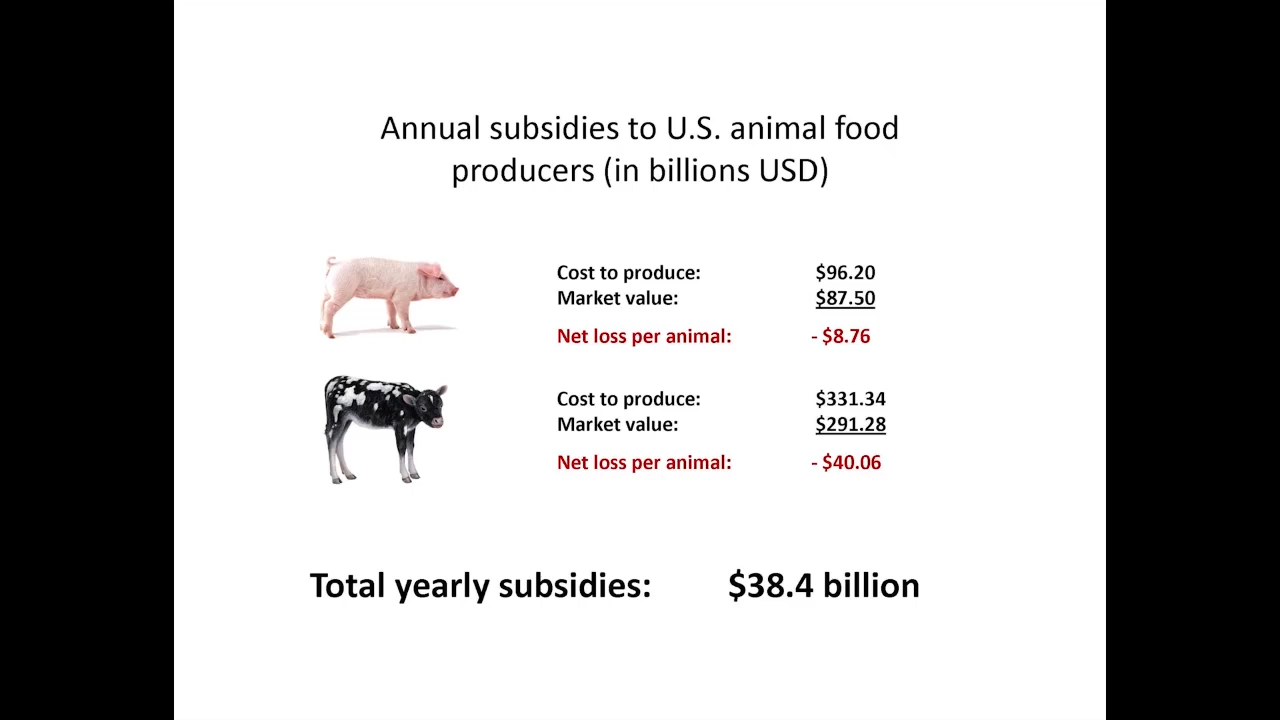 Annual subsidies to U.S. animal food
producers (in billions USD)
Cost to produce: $96.20
Market value: $87.50
Net loss per animal: - $8.76
Cost to produce: $331.34
Market value: $291.28
Net loss per animal: - $40.06
Total yearly subsidies: $38.4 billion